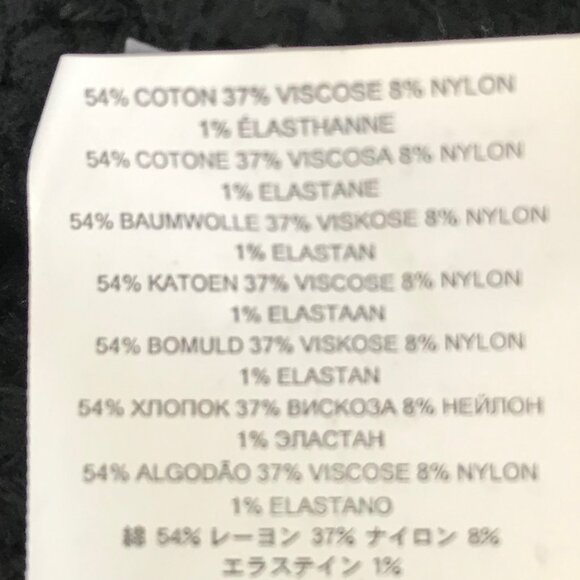 54% COTON 37% VISCOSE 8% NYLON
1% ÉLASTHANNE
54% COTONE 37% VISCOSA 8% NYLON
1% ELASTANE
54% BAUMWOLLE 37% VISKOSE 8% NYLON
1% ELASTAN
54% KATOEN 37% VISCOSE 8% NYLON
1% ELASTAAN
54% BOMULD 37% VISKOSE 8% NYLON
1% ELASTAN
54% ХЛОПОК 37% ВИСКОЗА 8% НЕЙЛОН
1% ЭЛАСТАН
54% ALGODÃO 37% VISCOSE 8% NYLON
1% ELASTANO
綿 54% レーヨン 37% ナイロン 8%
エラステイン 1%